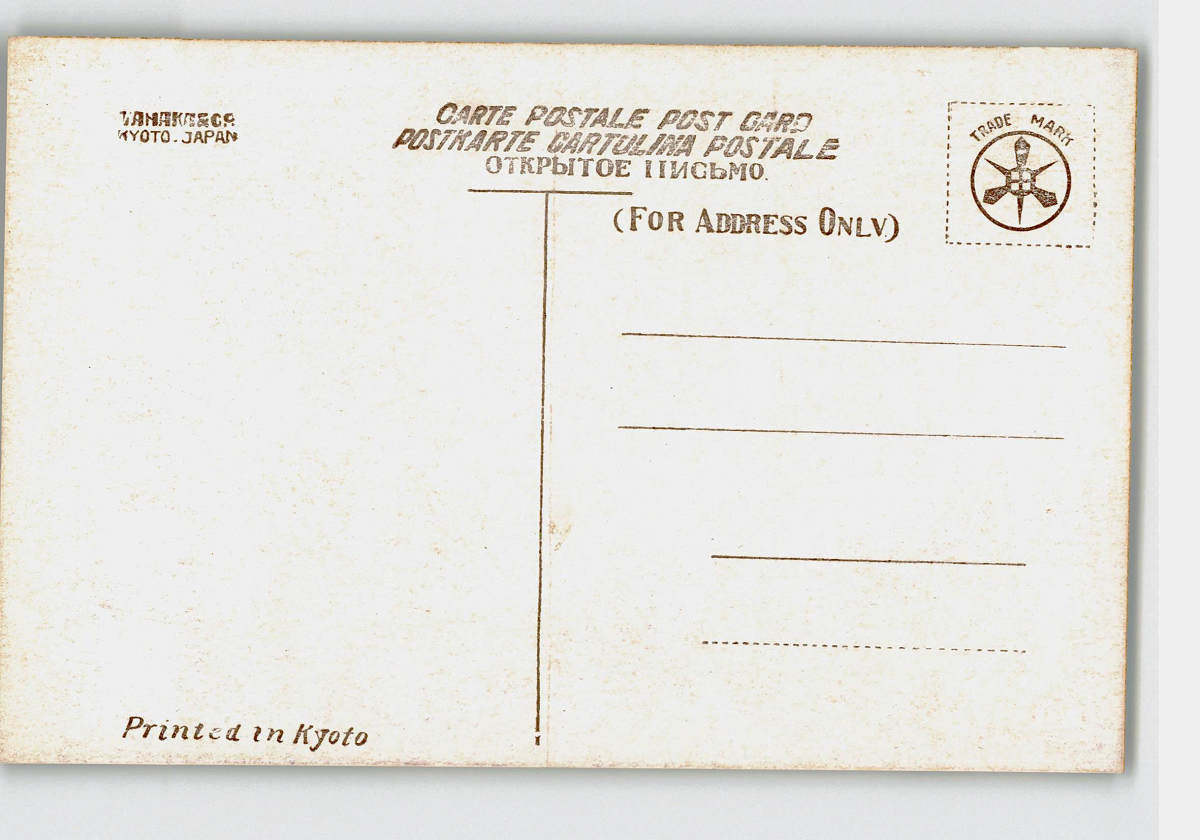 TANAKA & Co.
KYOTO. JAPAN
CARTE POSTALE POST CARD
POSTKARTE CARTULINA POSTALE
ОТКРЫТОЕ ПИСЬМО.
(FOR ADDRESS ONLY)
TRADE MARK
Printed in Kyoto